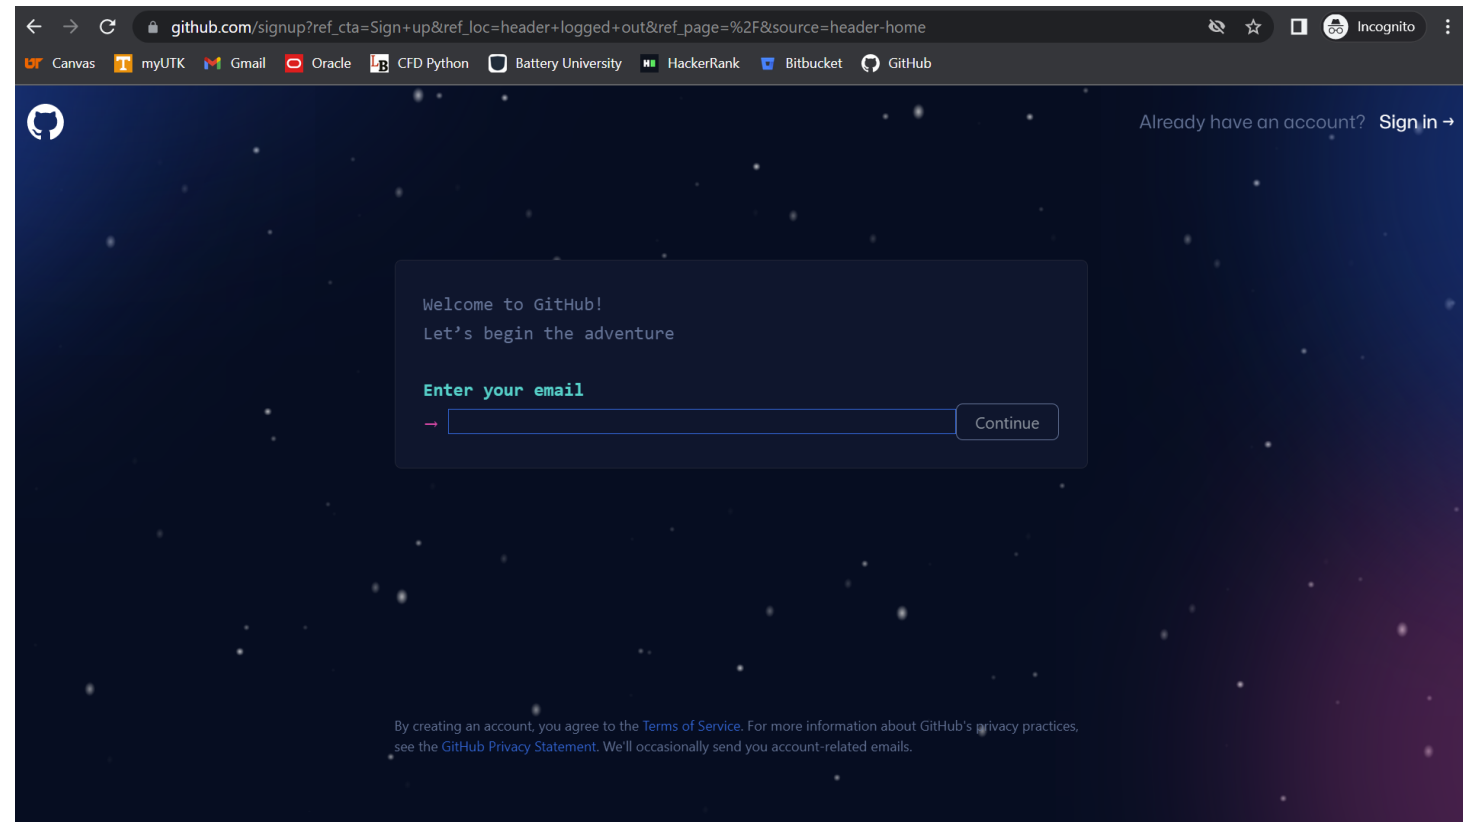 github.com/signup?ref_cta=Sign+up&ref_loc=header+logged+out&ref_page=%2F&source=header-home
Incognito
UT Canvas T myUTK Gmail Oracle LB CFD Python Battery University H HackerRank Bitbucket GitHub
Already have an account? Sign in →
Welcome to GitHub!
Let’s begin the adventure
Enter your email
→
Continue
By creating an account, you agree to the Terms of Service. For more information about GitHub's privacy practices,
see the GitHub Privacy Statement. We'll occasionally send you account-related emails.